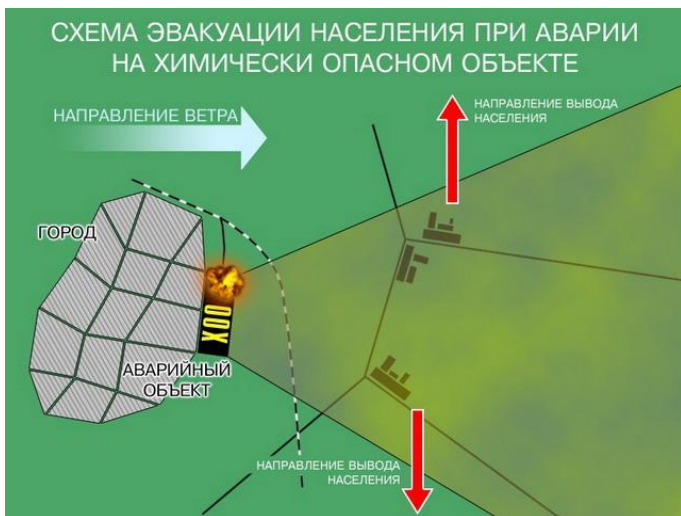 СХЕМА ЭВАКУАЦИИ НАСЕЛЕНИЯ ПРИ АВАРИИ
НА ХИМИЧЕСКИ ОПАСНОМ ОБЪЕКТЕ
НАПРАВЛЕНИЕ ВЕТРА
НАПРАВЛЕНИЕ ВЫВОДА
НАСЕЛЕНИЯ
ГОРОД
ХОО
АВАРИЙНЫЙ
ОБЪЕКТ
НАПРАВЛЕНИЕ ВЫВОДА
НАСЕЛЕНИЯ